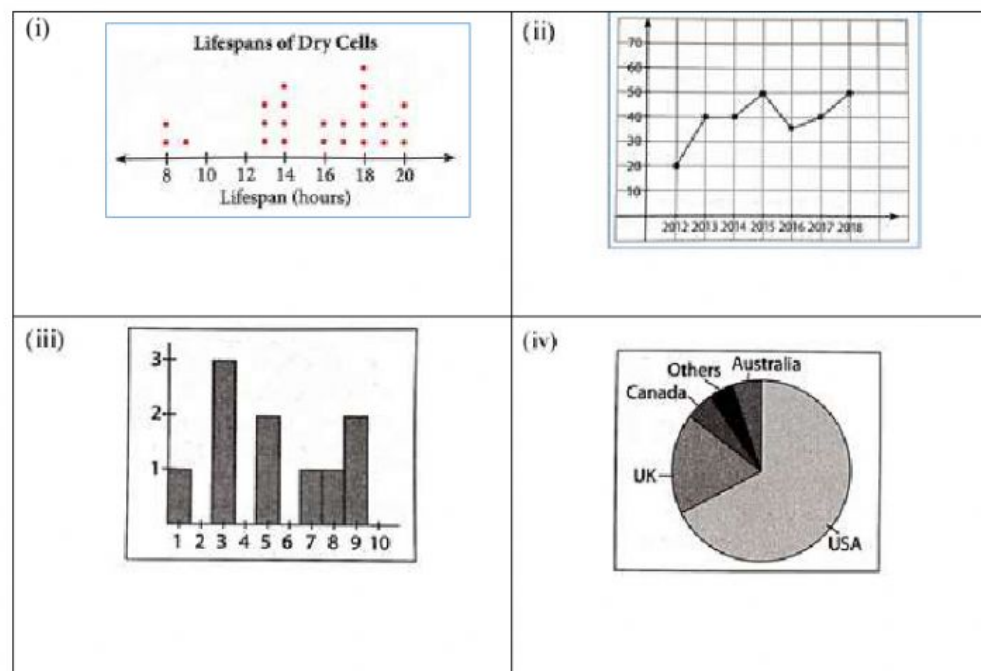 (i)
Lifespans of Dry Cells
8 10 12 14 16 18 20
Lifespan (hours)
(ii)
70
60
50
40
30
20
10
2012 2013 2014 2015 2016 2017 2018
(iii)
3
2
1
1 2 3 4 5 6 7 8 9 10
(iv)
Others Australia
Canada
UK
USA